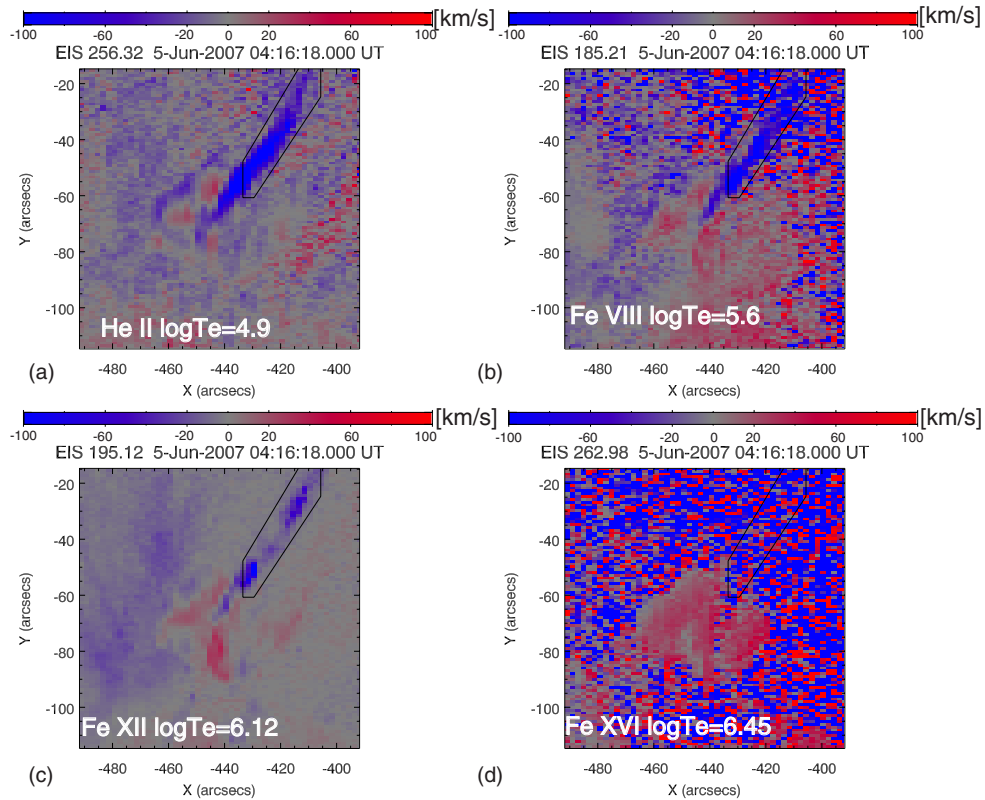 [km/s] [km/s]
-100 -60 -20 0 20 60 100 -100 -60 -20 0 20 60 100
EIS 256.32 5-Jun-2007 04:16:18.000 UT EIS 185.21 5-Jun-2007 04:16:18.000 UT
-20 -20
-40 -40
-60 -60
Y (arcsecs) Y (arcsecs)
-80 -80
-100 -100
He II logTe=4.9 Fe VIII logTe=5.6
(a) -480 -460 -440 -420 -400 (b) -480 -460 -440 -420 -400
X (arcsecs) X (arcsecs)
[km/s] [km/s]
-100 -60 -20 0 20 60 100 -100 -60 -20 0 20 60 100
EIS 195.12 5-Jun-2007 04:16:18.000 UT EIS 262.98 5-Jun-2007 04:16:18.000 UT
-20 -20
-40 -40
-60 -60
Y (arcsecs) Y (arcsecs)
-80 -80
-100 -100
Fe XII logTe=6.12 Fe XVI logTe=6.45
(c) -480 -460 -440 -420 -400 (d) -480 -460 -440 -420 -400
X (arcsecs) X (arcsecs)